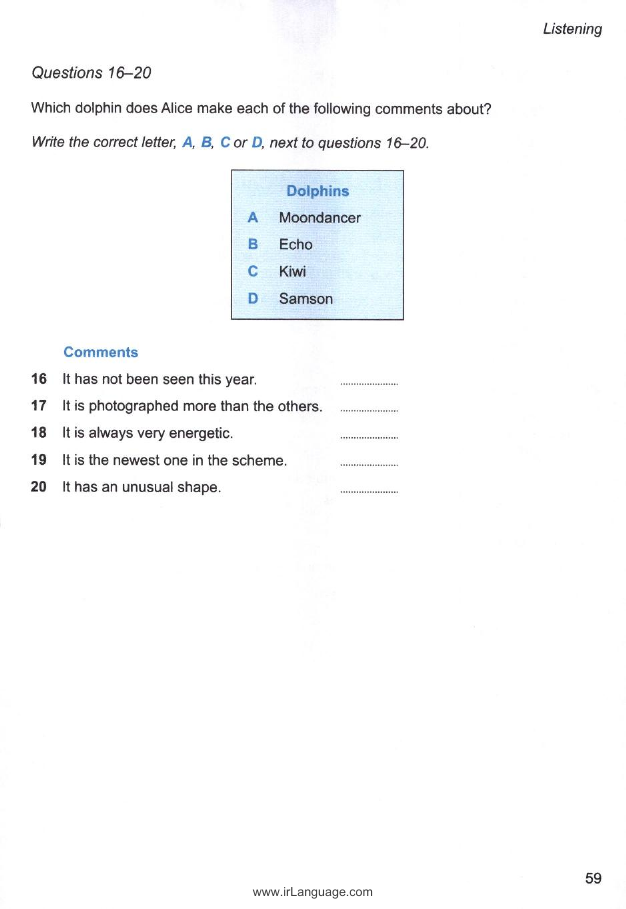 Listening
Questions 16–20
Which dolphin does Alice make each of the following comments about?
Write the correct letter, A, B, C or D, next to questions 16–20.
Dolphins
A Moondancer
B Echo
C Kiwi
D Samson
Comments
16 It has not been seen this year. ......................
17 It is photographed more than the others. ......................
18 It is always very energetic. ......................
19 It is the newest one in the scheme. ......................
20 It has an unusual shape. ......................
59
www.irLanguage.com